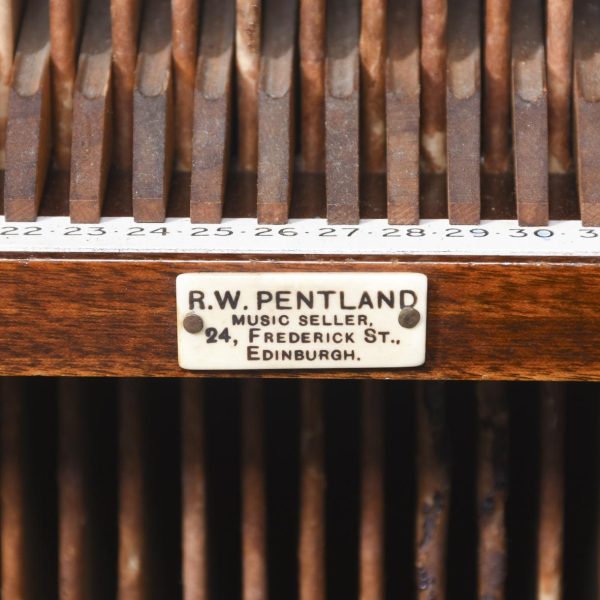 22 23 24 25 26 27 28 29 30
R.W. PENTLAND
MUSIC SELLER,
24, FREDERICK ST.,
EDINBURGH.